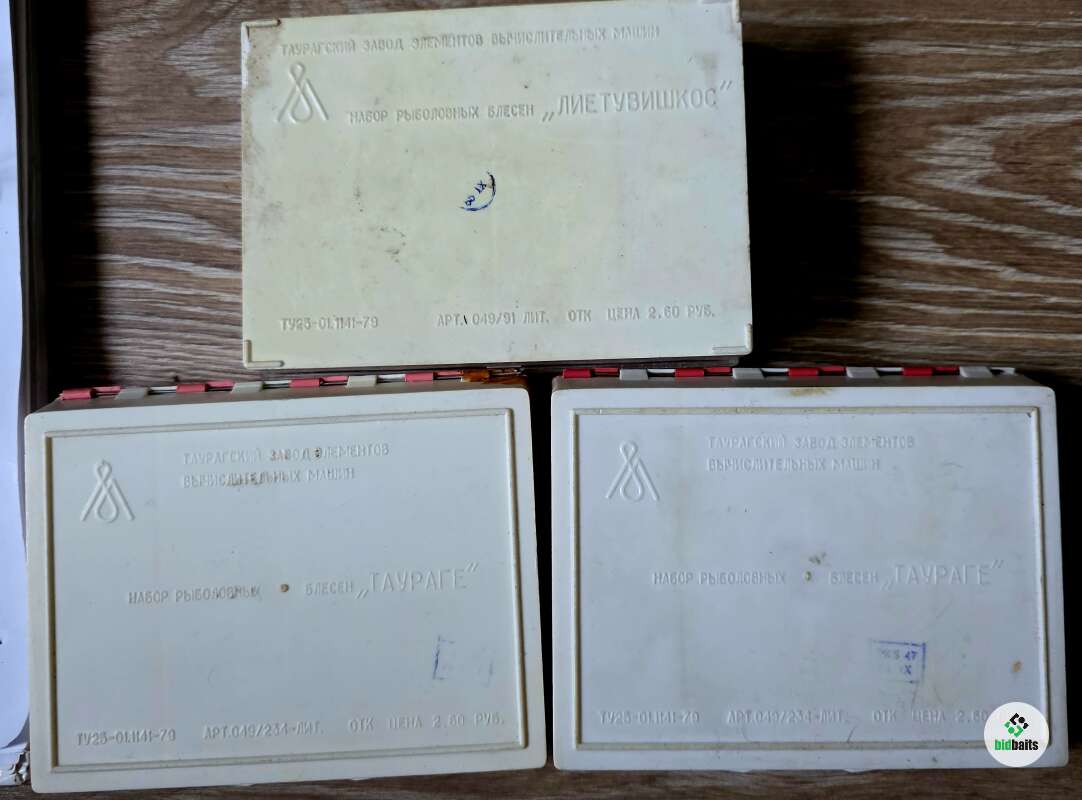 ТАУРАГСКИЙ ЗАВОД ЭЛЕМЕНТОВ ВЫЧИСЛИТЕЛЬНЫХ МАШИН
НАБОР РЫБОЛОВНЫХ БЛЕСЕН „ЛИЕТУВИШКОС”
ТУ25-01.1141-79 АРТ. 049/91 ЛИТ. ОТК ЦЕНА 2.60 РУБ.
ТАУРАГСКИЙ ЗАВОД ЭЛЕМЕНТОВ
ВЫЧИСЛИТЕЛЬНЫХ МАШИН
НАБОР РЫБОЛОВНЫХ БЛЕСЕН „ТАУРАГЕ”
ТУ25-01.1141-79 АРТ.049/234-ЛИТ. ОТК ЦЕНА 2.60 РУБ.
ТАУРАГСКИЙ ЗАВОД ЭЛЕМЕНТОВ
ВЫЧИСЛИТЕЛЬНЫХ МАШИН
НАБОР РЫБОЛОВНЫХ БЛЕСЕН „ТАУРАГЕ”
47
ТУ25-01.1141-79 АРТ.049/234-ЛИТ. ОТК ЦЕНА 2.60
bidbaits